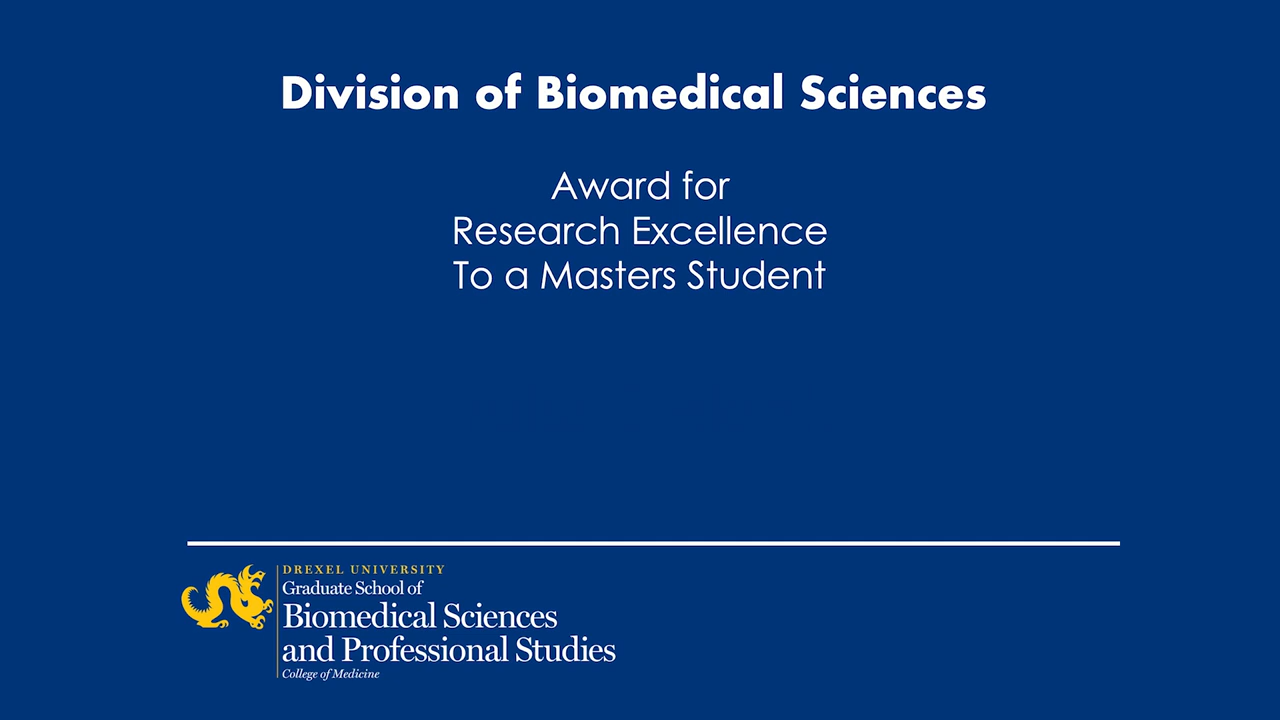 Division of Biomedical Sciences
Award for
Research Excellence
To a Masters Student
DREXEL UNIVERSITY
Graduate School of
Biomedical Sciences
and Professional Studies
College of Medicine